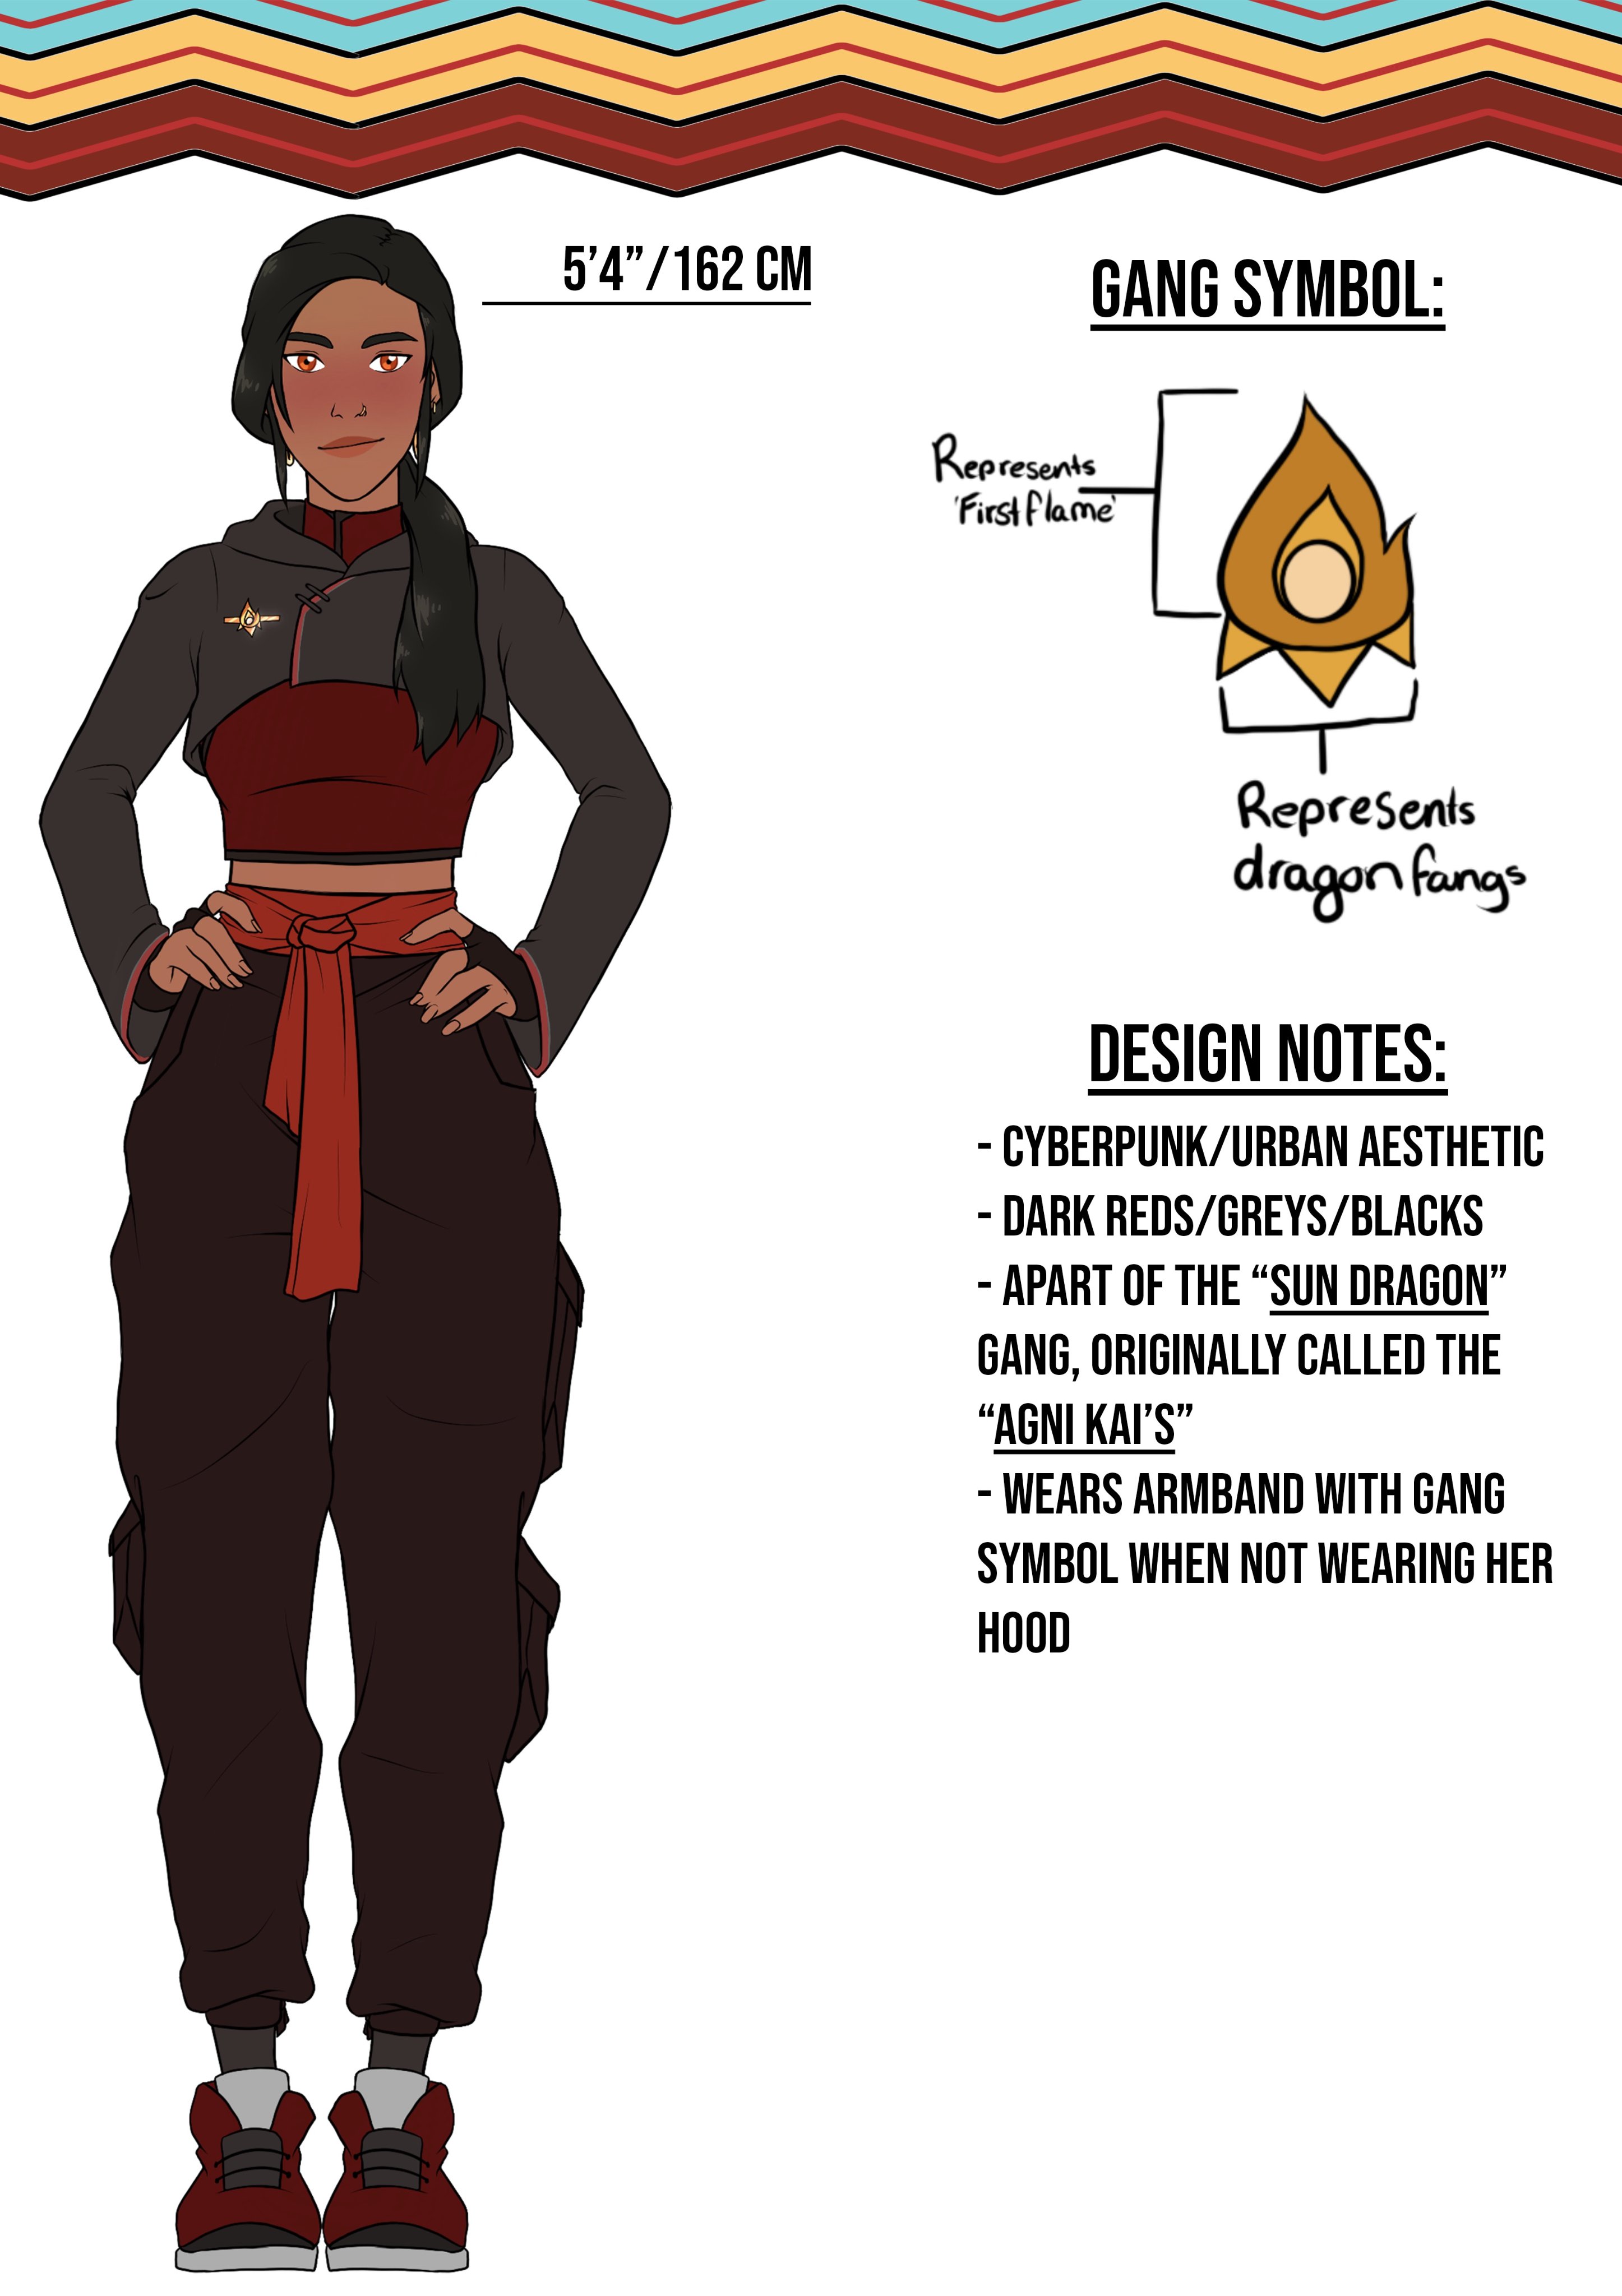 5’4”/162 CM
GANG SYMBOL:
Represents
'First flame'
Represents
dragon fangs
DESIGN NOTES:
- CYBERPUNK/URBAN AESTHETIC
- DARK REDS/GREYS/BLACKS
- APART OF THE “SUN DRAGON”
GANG, ORIGINALLY CALLED THE
“AGNI KAI’S”
- WEARS ARMBAND WITH GANG
SYMBOL WHEN NOT WEARING HER
HOOD